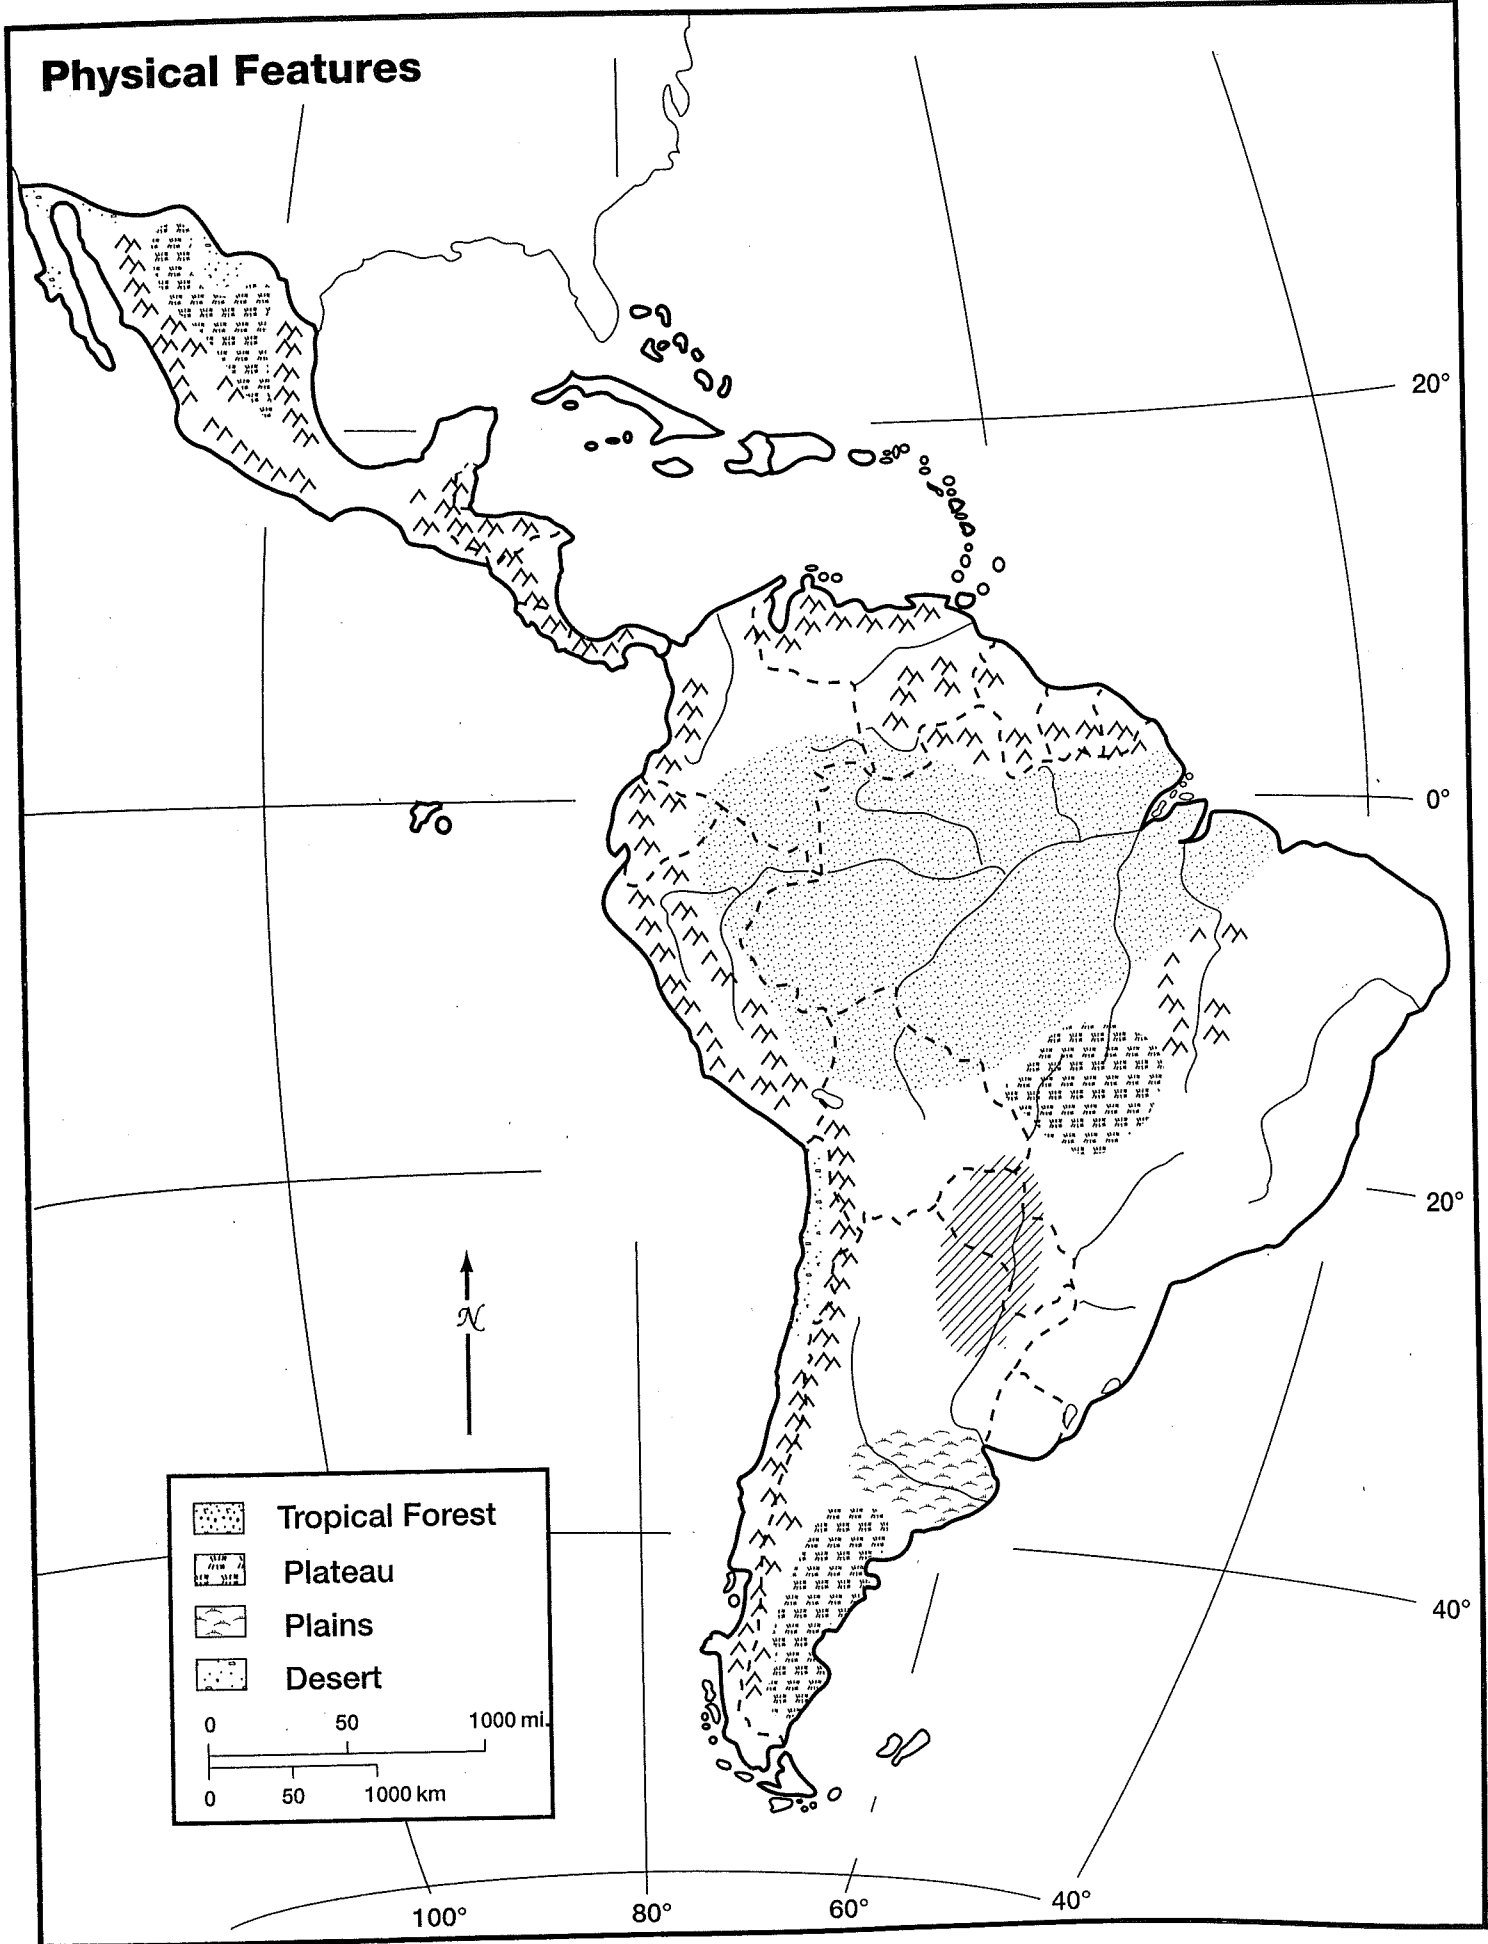 Physical Features
20°
0°
20°
N
Tropical Forest
Plateau
Plains
Desert
0 50 1000 mi.
0 50 1000 km
40°
100° 80° 60° 40°